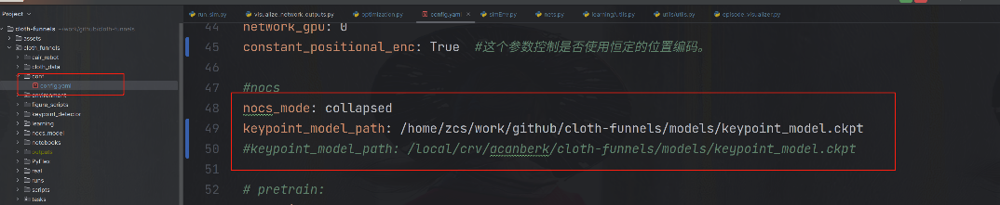 Project
run_sim.py
visualize_network_outputs.py
optimization.py
config.yaml
simEnv.py
nets.py
learning/utils.py
utils/utils.py
episode_visualizer.py
cloth-funnels ~/work/github/cloth-funnels
assets
cloth_funnels
cair_robot
cloth_data
conf
config.yaml
environment
figure_scripts
keypoint_detector
learning
nocs_model
notebooks
outputs
PyFlex
real
runs
scripts
tasks
44 network_gpu: 0
45 constant_positional_enc: True #这个参数控制是否使用恒定的位置编码。
46
47 #nocs
48 nocs_mode: collapsed
49 keypoint_model_path: /home/zcs/work/github/cloth-funnels/models/keypoint_model.ckpt
50 #keypoint_model_path: /local/crv/acanberk/cloth-funnels/models/keypoint_model.ckpt
51
52 # pretrain: